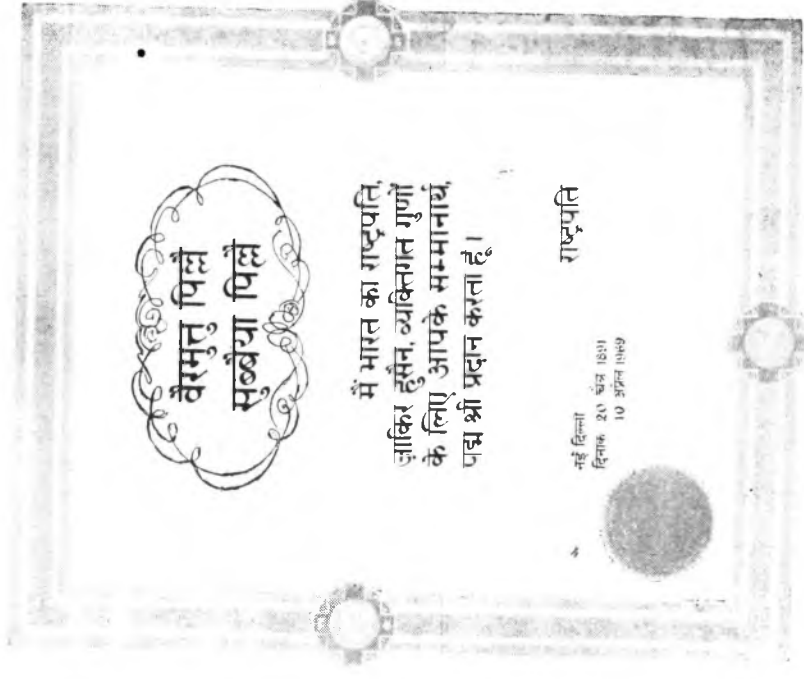 वैरमुत्तु पिल्लै
सुब्बैया पिल्लै
मैं भारत का राष्ट्रपति,
ज़ाकिर हुसैन, व्यक्तिगत गुणों
के लिए आपके सम्मानार्थ,
पद्म श्री प्रदान करता हूँ।
राष्ट्रपति
नई दिल्ली
दिनांक 20 चैत्र 1891
10 अप्रैल 1969